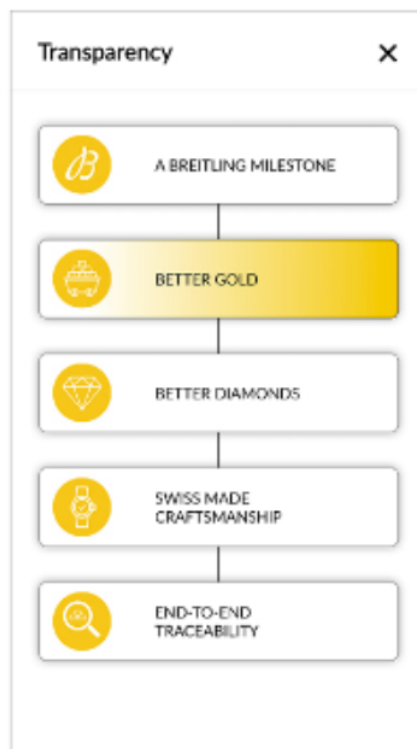 Transparency
A BREITLING MILESTONE
BETTER GOLD
BETTER DIAMONDS
SWISS MADE
CRAFTSMANSHIP
END-TO-END
TRACEABILITY